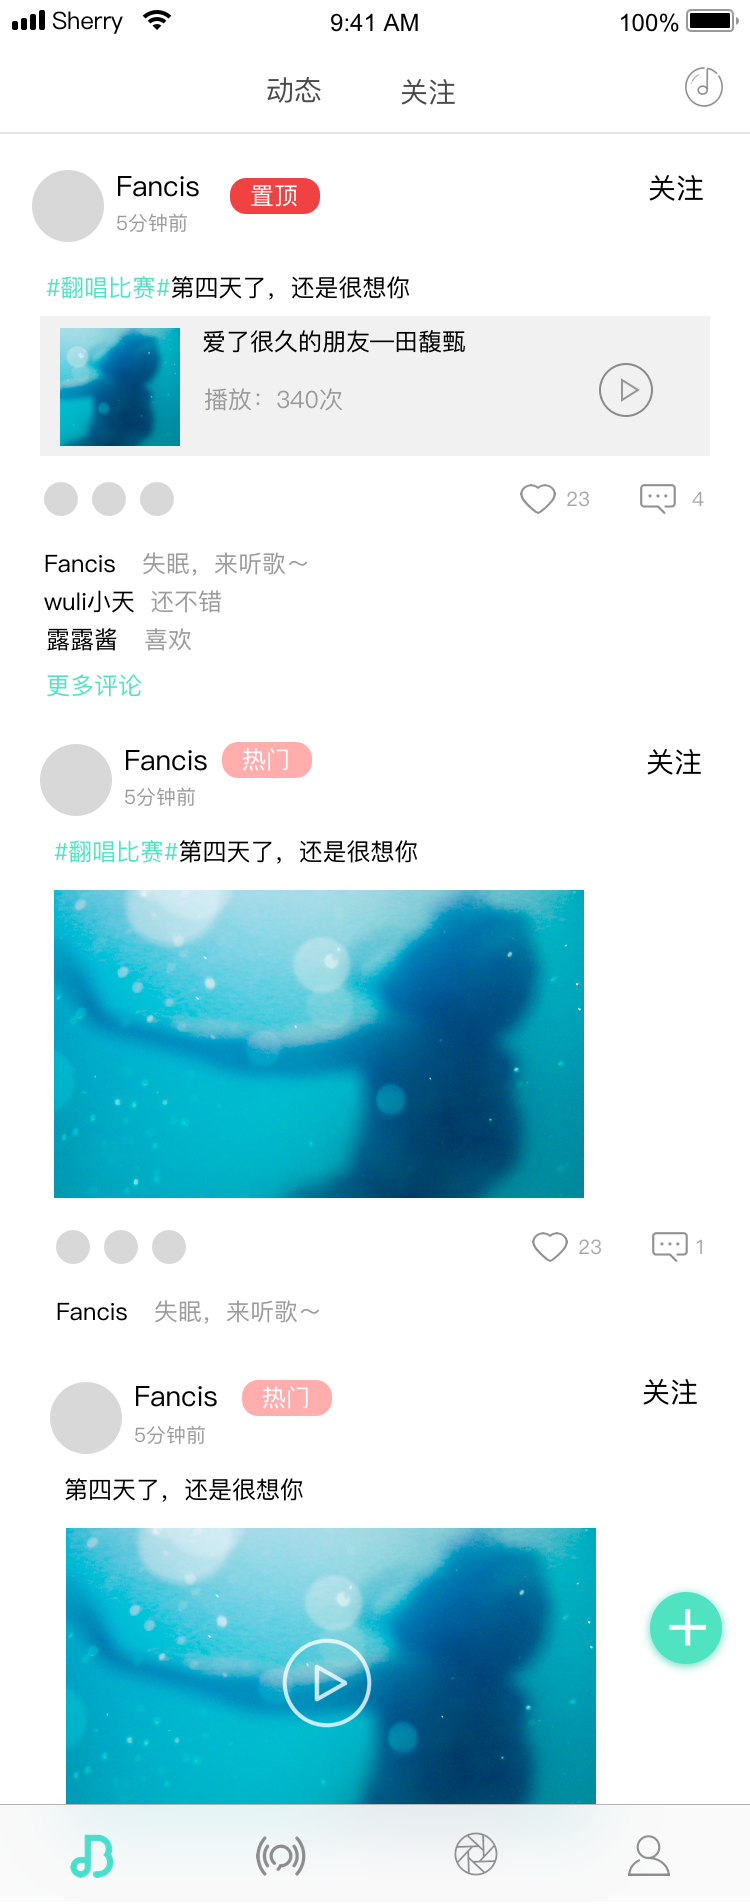 Sherry 9:41 AM 100%
动态 关注
Fancis 置顶 关注
5分钟前
#翻唱比赛#第四天了，还是很想你
爱了很久的朋友—田馥甄
播放：340次
23 4
Fancis 失眠，来听歌～
wuli小天 还不错
露露酱 喜欢
更多评论
Fancis 热门 关注
5分钟前
#翻唱比赛#第四天了，还是很想你
23 1
Fancis 失眠，来听歌～
Fancis 热门 关注
5分钟前
第四天了，还是很想你